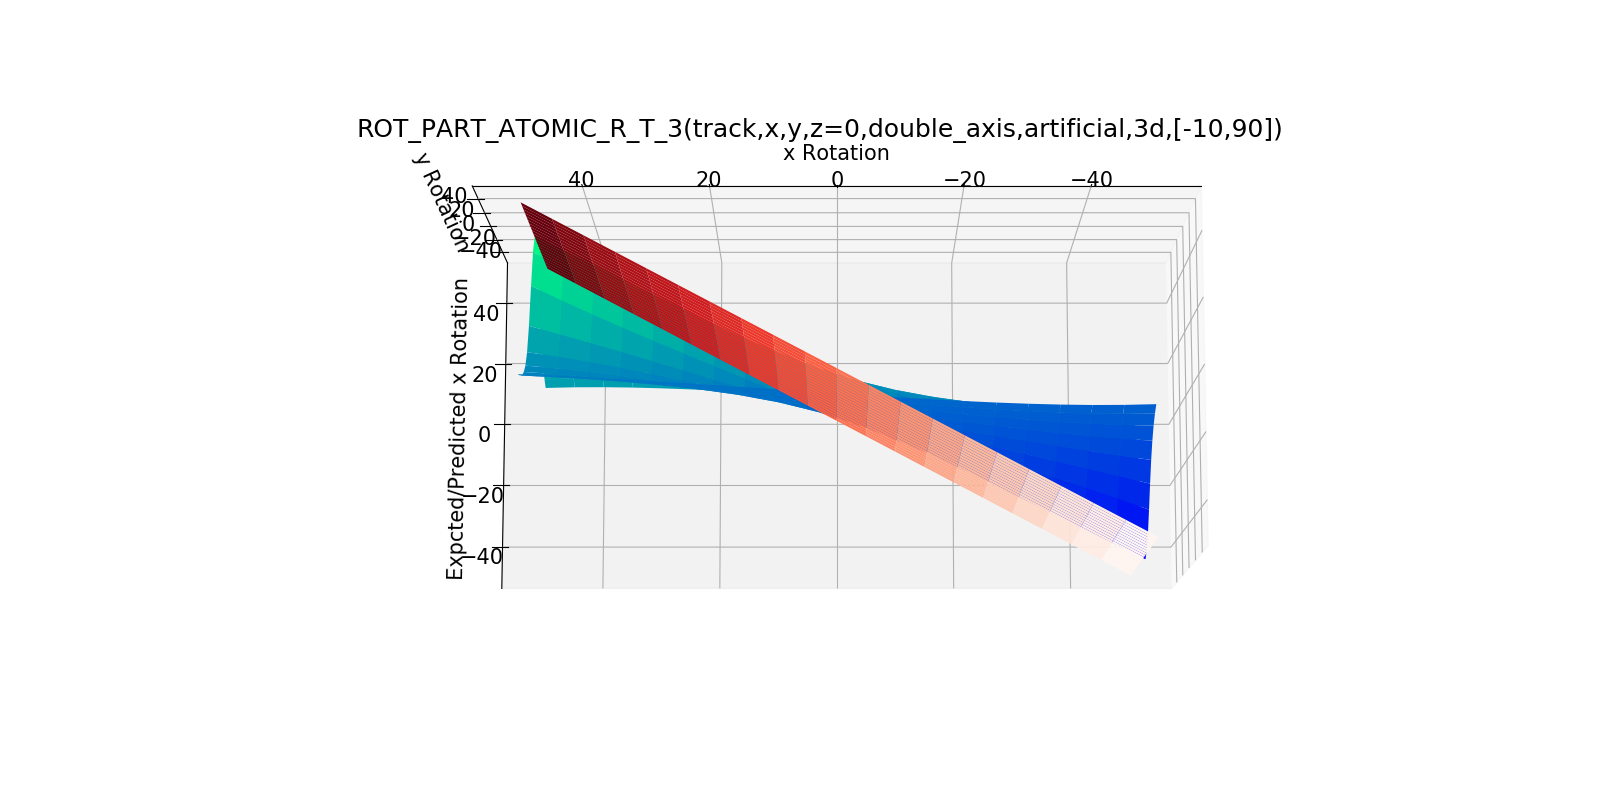 ROT_PART_ATOMIC_R_T_3(track,x,y,z=0,double_axis,artificial,3d,[-10,90])
x Rotation
40 20 0 −20 −40
y Rotation
40
20
0
−20
−40
Expcted/Predicted x Rotation
40
20
0
−20
−40